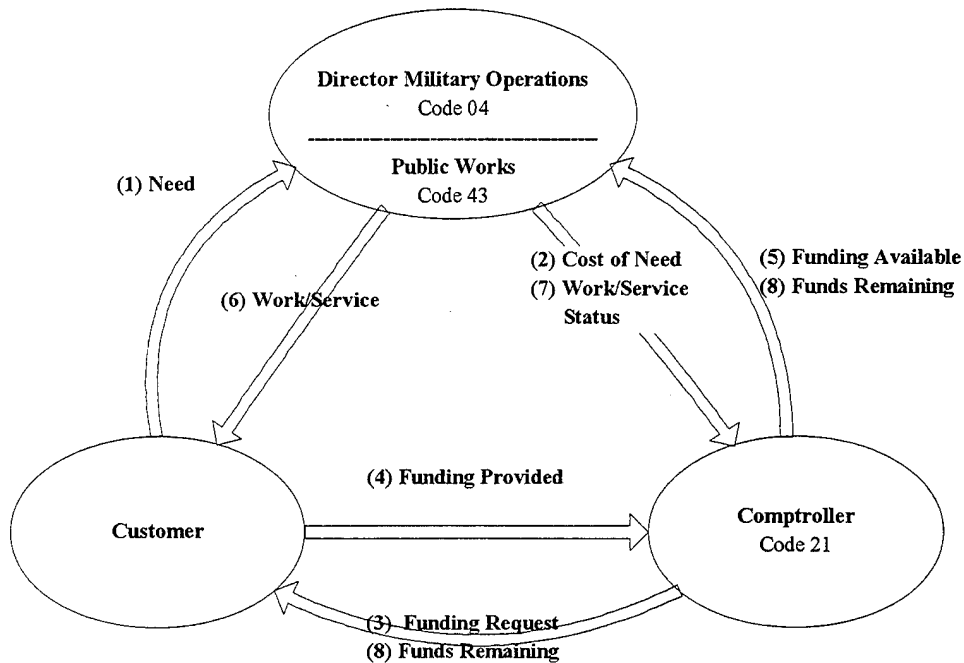 Director Military Operations
Code 04
Public Works
Code 43
(1) Need
(2) Cost of Need
(7) Work/Service
Status
(5) Funding Available
(8) Funds Remaining
(6) Work/Service
(4) Funding Provided
Customer
Comptroller
Code 21
(3) Funding Request
(8) Funds Remaining